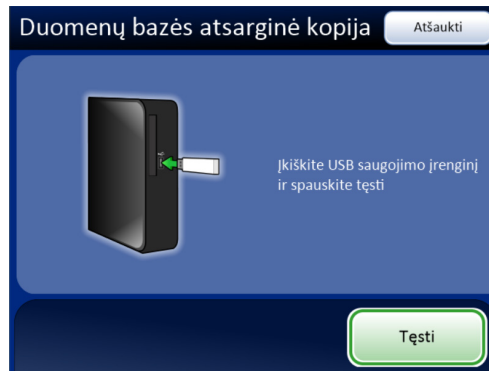 Duomenų bazės atsarginė kopija
Atšaukti
Įkiškite USB saugojimo įrenginį
ir spauskite tęsti
Tęsti